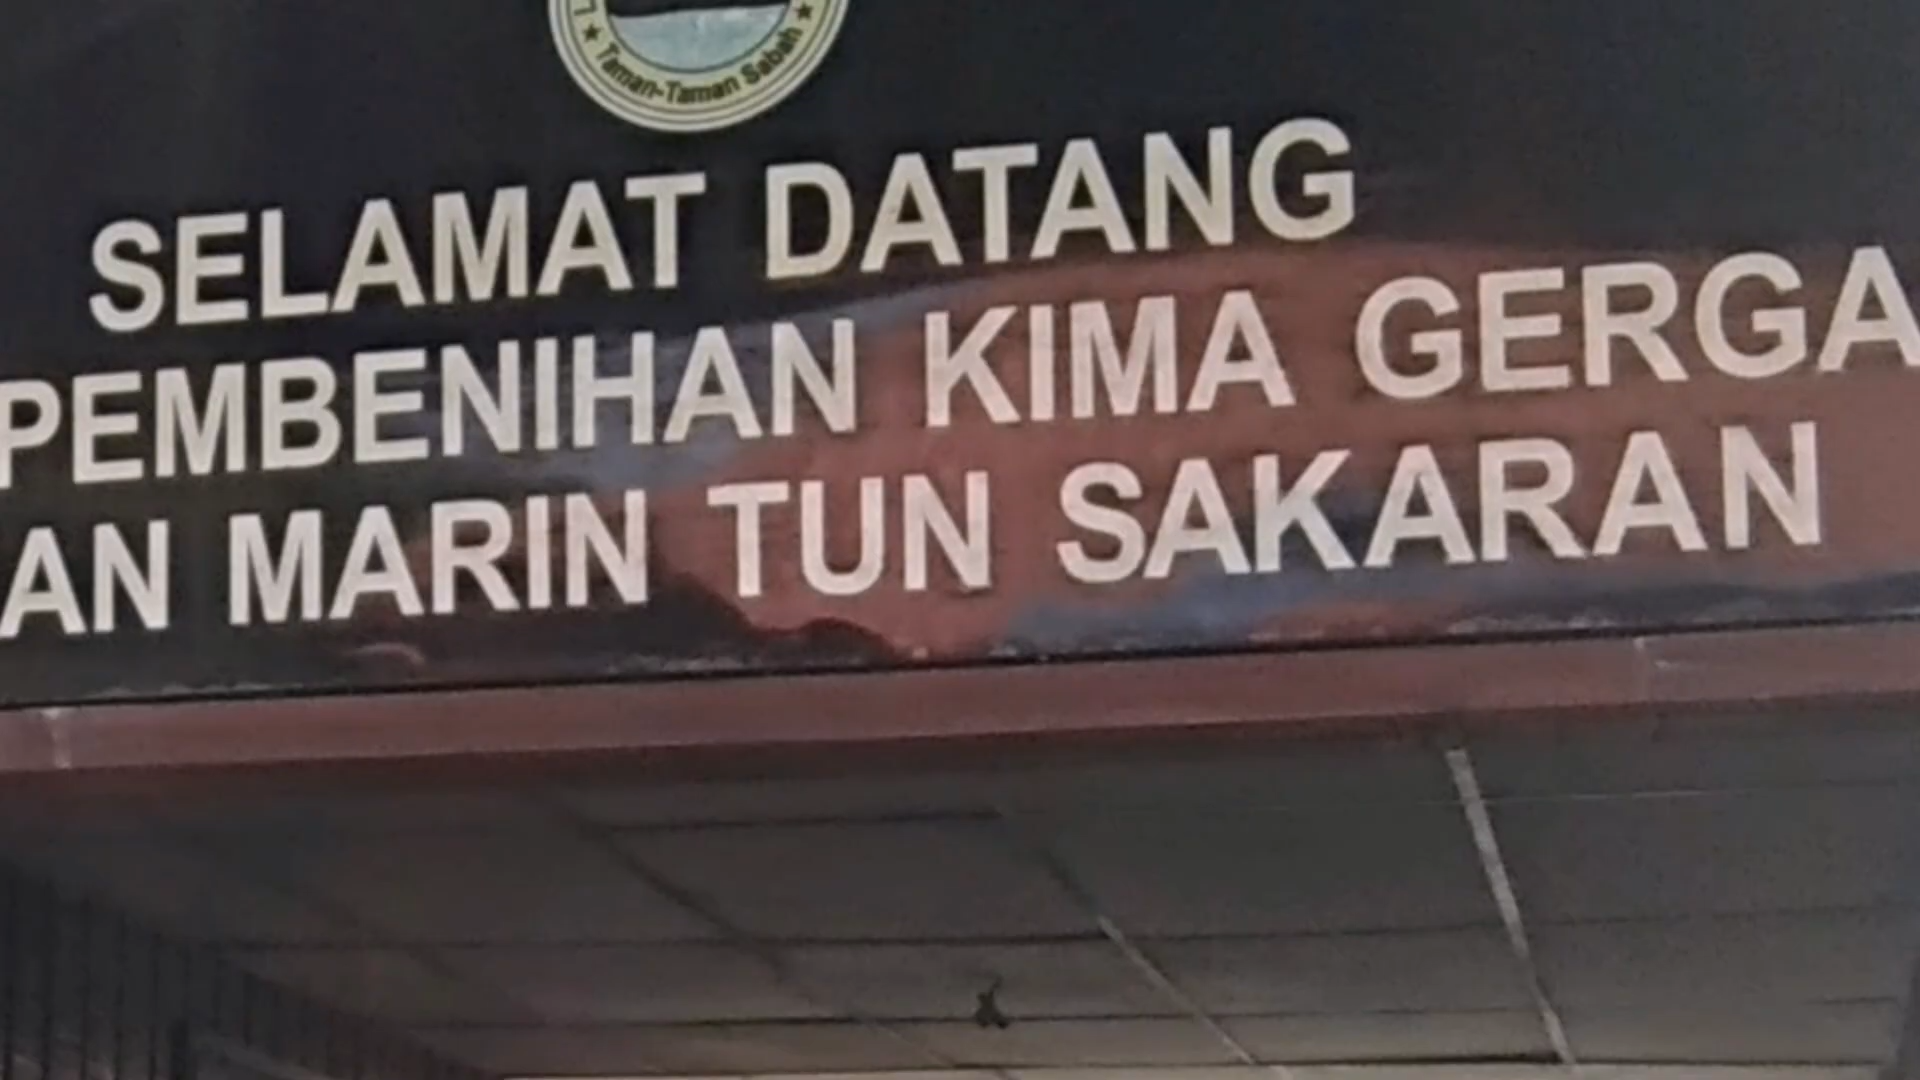 Taman-Taman Sabah
SELAMAT DATANG
PEMBENIHAN KIMA GERGA
AN MARIN TUN SAKARAN